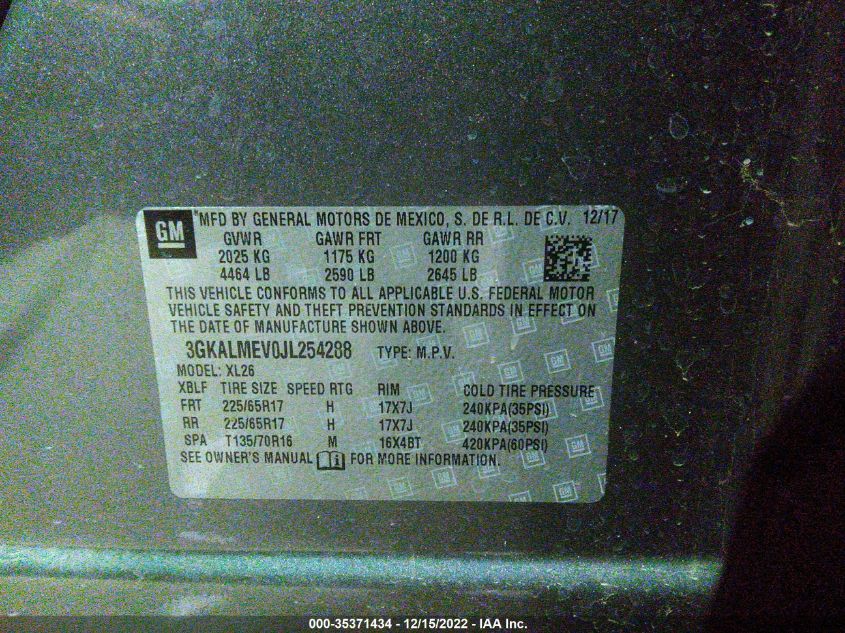 GM *MFD BY GENERAL MOTORS DE MEXICO, S. DE R.L. DE C.V. 12/17
GVWR GAWR FRT GAWR RR
2025 KG 1175 KG 1200 KG
4464 LB 2590 LB 2645 LB
THIS VEHICLE CONFORMS TO ALL APPLICABLE U.S. FEDERAL MOTOR
VEHICLE SAFETY AND THEFT PREVENTION STANDARDS IN EFFECT ON
THE DATE OF MANUFACTURE SHOWN ABOVE.
3GKALMEV0JL254288 TYPE: M.P.V.
MODEL: XL26
XBLF TIRE SIZE SPEED RTG RIM COLD TIRE PRESSURE
FRT 225/65R17 H 17X7J 240KPA(35PSI)
RR 225/65R17 H 17X7J 240KPA(35PSI)
SPA T135/70R16 M 16X4BT 420KPA(60PSI)
SEE OWNER'S MANUAL FOR MORE INFORMATION.
000-35371434 - 12/15/2022 - IAA Inc.